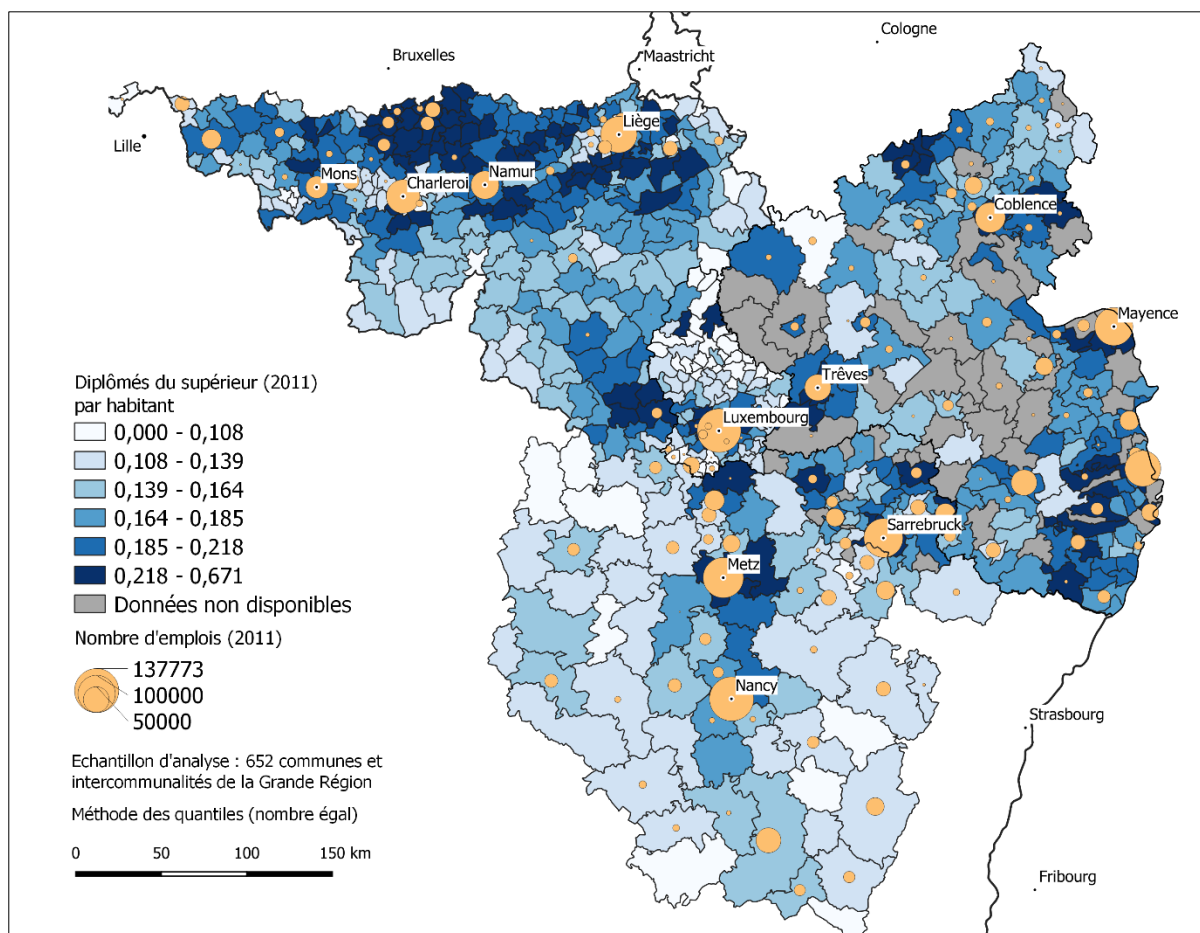 Cologne
Bruxelles
Maastricht
Lille
Liège
Mons
Namur
Charleroi
Coblence
Mayence
Trêves
Luxembourg
Sarrebruck
Metz
Nancy
Strasbourg
Fribourg
Diplômés du supérieur (2011)
par habitant
0,000 - 0,108
0,108 - 0,139
0,139 - 0,164
0,164 - 0,185
0,185 - 0,218
0,218 - 0,671
Données non disponibles
Nombre d'emplois (2011)
137773
100000
50000
Echantillon d'analyse : 652 communes et
intercommunalités de la Grande Région
Méthode des quantiles (nombre égal)
0 50 100 150 km